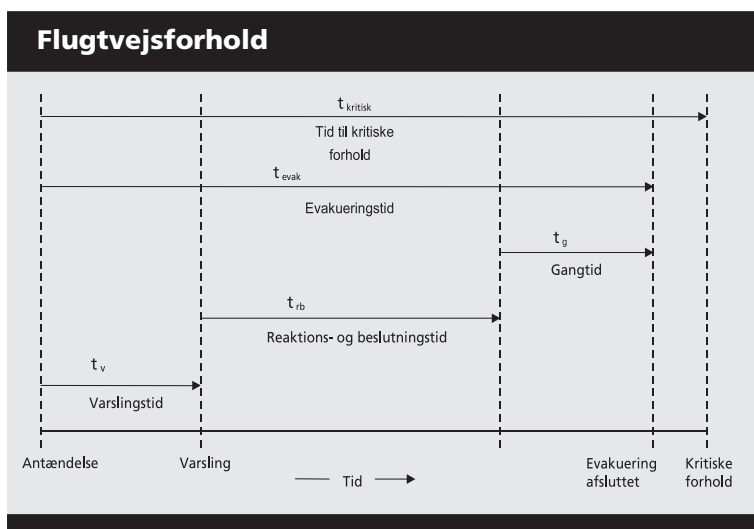 Flugtvejsforhold
t kritisk
Tid til kritiske
forhold
t evak
Evakueringstid
t g
Gangtid
t rb
Reaktions- og beslutningstid
t v
Varslingstid
Antændelse
Varsling
Tid
Evakuering
afsluttet
Kritiske
forhold